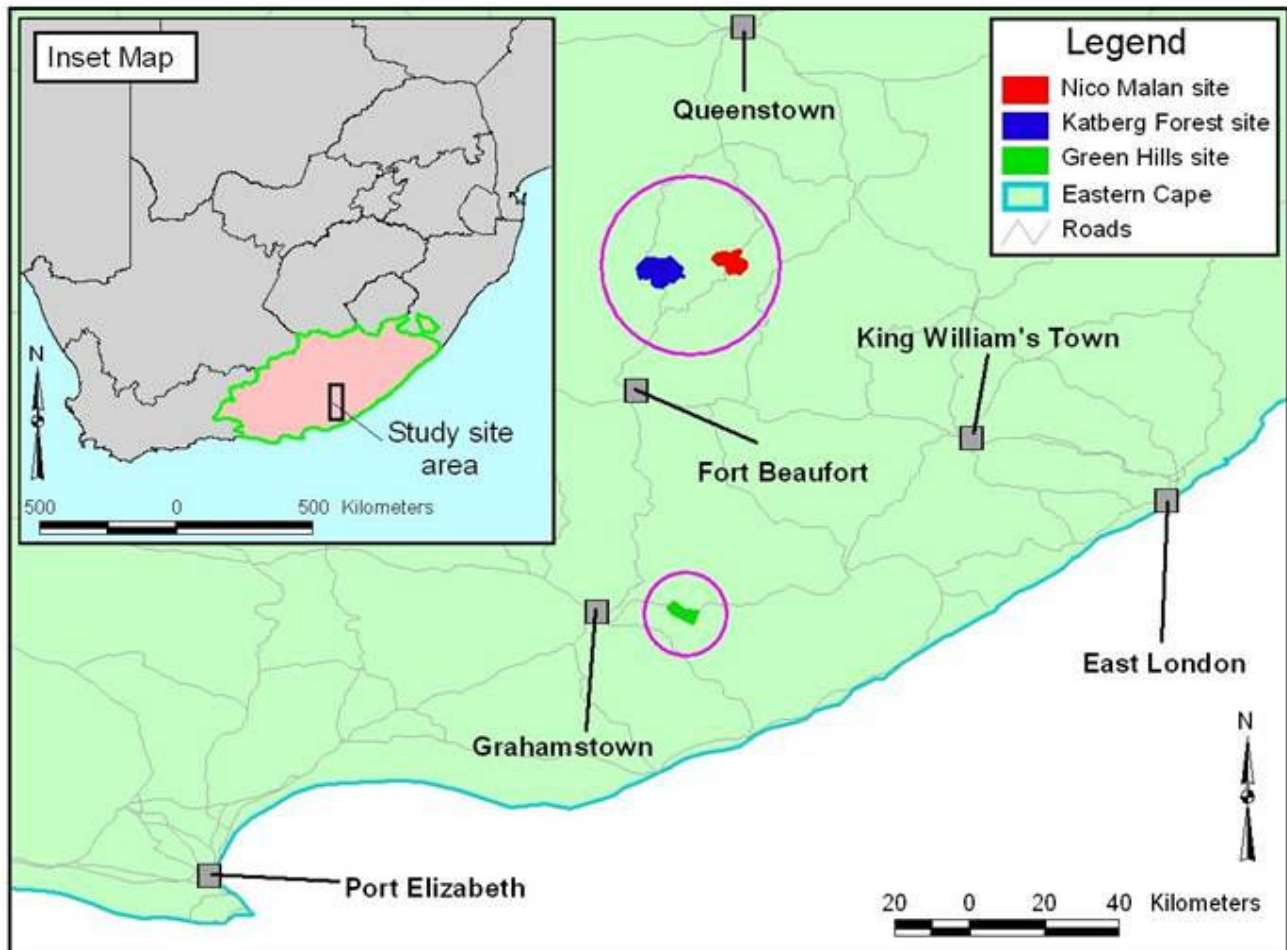 Inset Map
N
Study site
area
500 0 500 Kilometers
Legend
Nico Malan site
Katberg Forest site
Green Hills site
Eastern Cape
Roads
Queenstown
King William's Town
Fort Beaufort
East London
Grahamstown
Port Elizabeth
N
20 0 20 40 Kilometers